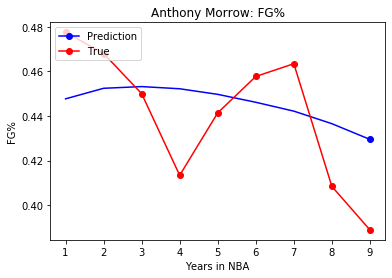 Anthony Morrow: FG%
Prediction
True
0.48
0.46
0.44
0.42
0.40
FG%
1 2 3 4 5 6 7 8 9
Years in NBA